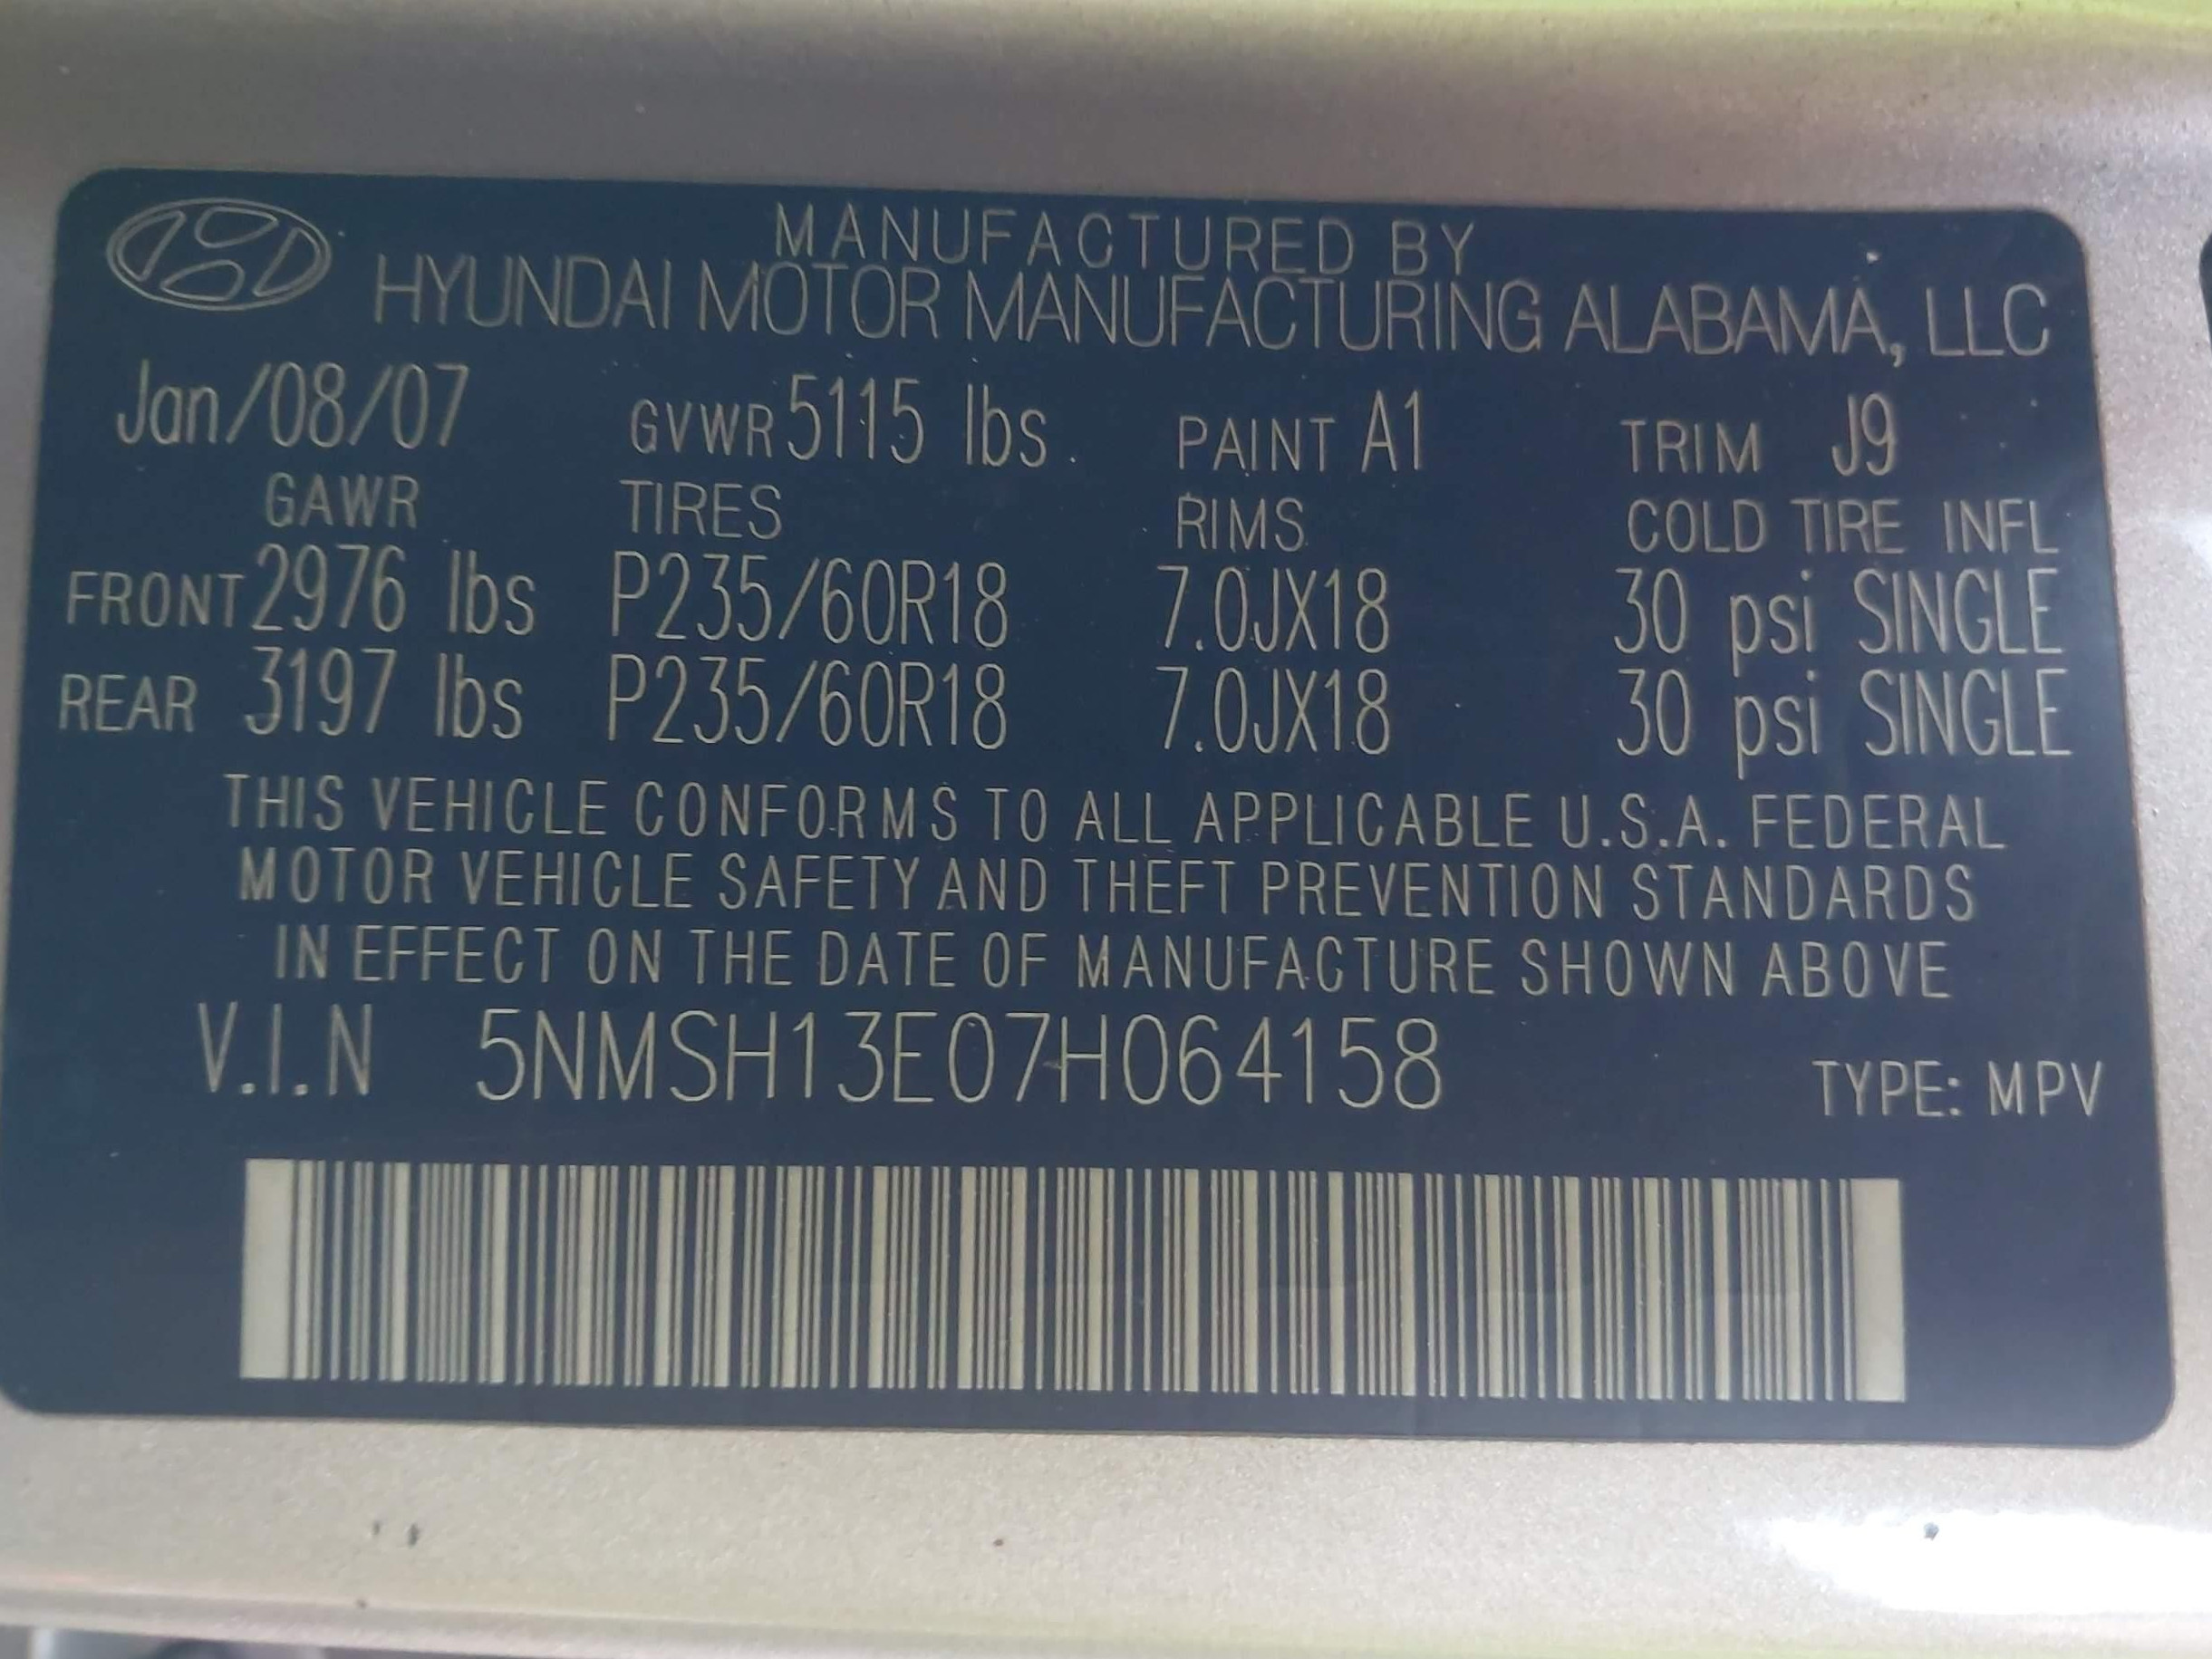 MANUFACTURED BY
HYUNDAI MOTOR MANUFACTURING ALABAMA, LLC
Jan/08/07 GVWR 5115 lbs. PAINT A1 TRIM J9
GAWR TIRES RIMS COLD TIRE INFL
FRONT 2976 lbs P235/60R18 7.0JX18 30 psi SINGLE
REAR 3197 lbs P235/60R18 7.0JX18 30 psi SINGLE
THIS VEHICLE CONFORMS TO ALL APPLICABLE U.S.A. FEDERAL
MOTOR VEHICLE SAFETY AND THEFT PREVENTION STANDARDS
IN EFFECT ON THE DATE OF MANUFACTURE SHOWN ABOVE
V.I.N 5NMSH13E07H064158 TYPE: MPV